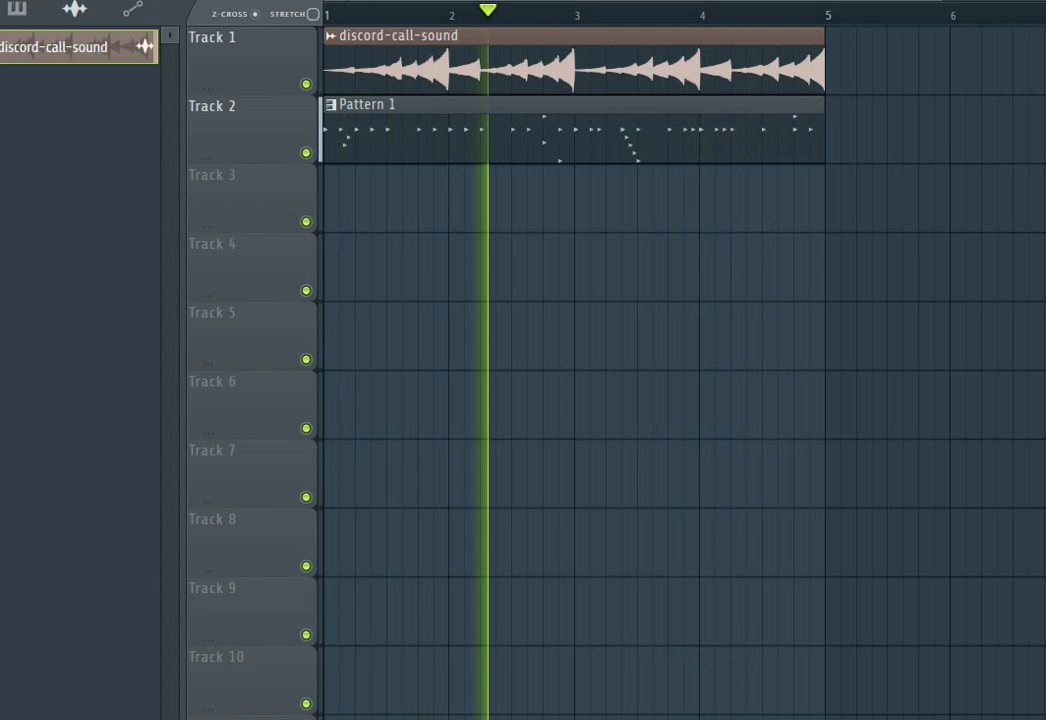 Z-CROSS STRETCH 1 2 3 4 5 6
discord-call-sound
Track 1
discord-call-sound
...
Track 2
Pattern 1
...
Track 3
...
Track 4
...
Track 5
...
Track 6
...
Track 7
...
Track 8
...
Track 9
...
Track 10
...